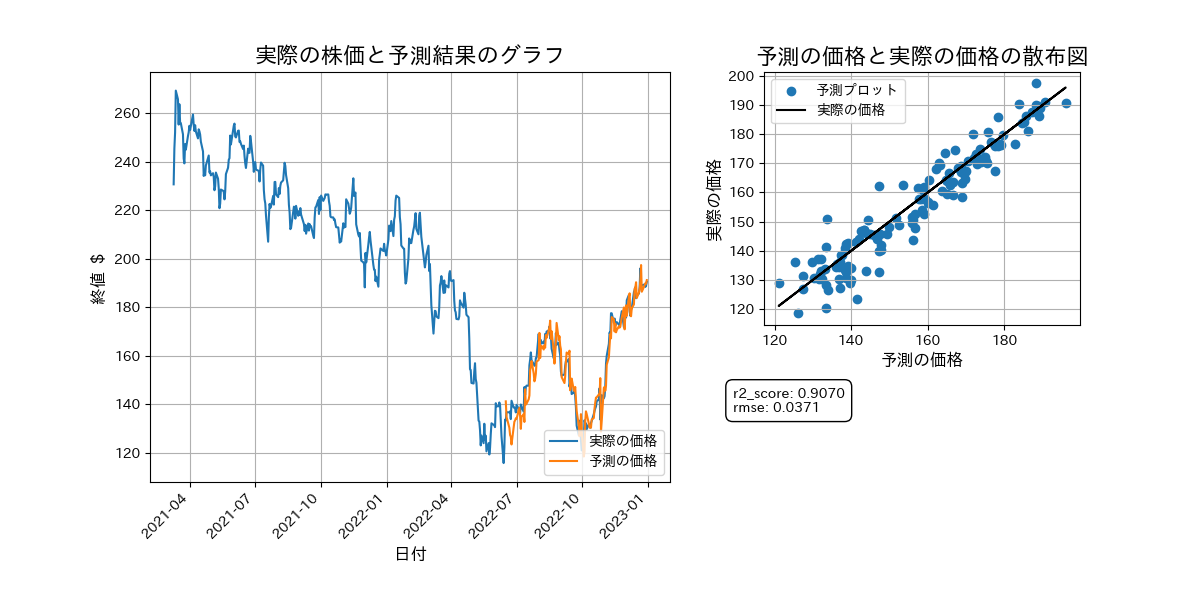 実際の株価と予測結果のグラフ
終値 $
260
240
220
200
180
160
140
120
2021-04
2021-07
2021-10
2022-01
2022-04
2022-07
2022-10
2023-01
日付
実際の価格
予測の価格
予測の価格と実際の価格の散布図
実際の価格
200
190
180
170
160
150
140
130
120
予測プロット
実際の価格
120
140
160
180
予測の価格
r2_score: 0.9070
rmse: 0.0371